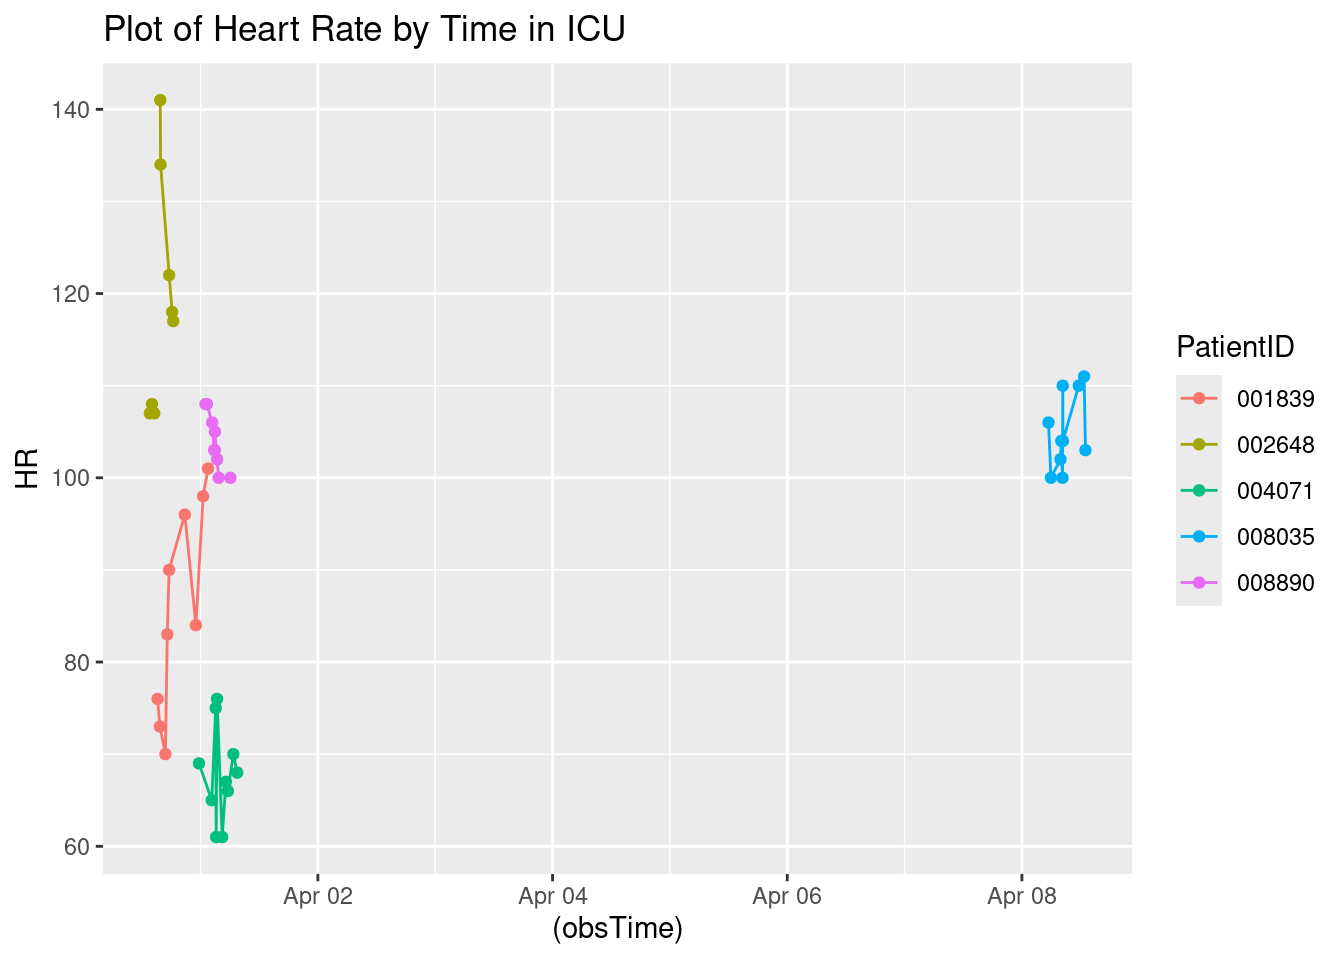 Plot of Heart Rate by Time in ICU
140
120
100
80
60
HR
Apr 02
Apr 04
Apr 06
Apr 08
(obsTime)
PatientID
001839
002648
004071
008035
008890